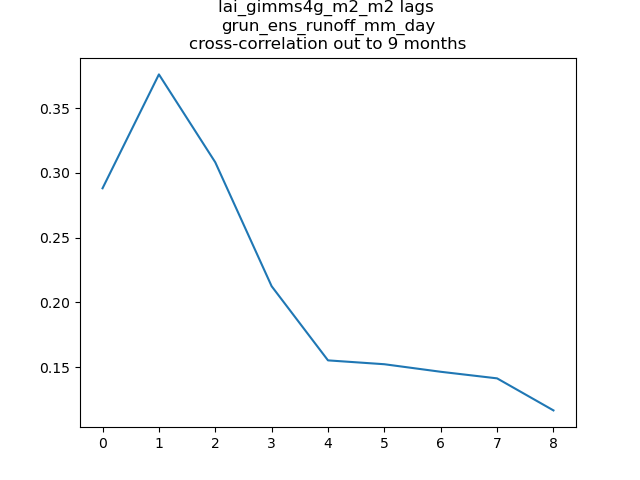 lai_gimms4g_m2_m2 lags
grun_ens_runoff_mm_day
cross-correlation out to 9 months
0.35
0.30
0.25
0.20
0.15
0 1 2 3 4 5 6 7 8